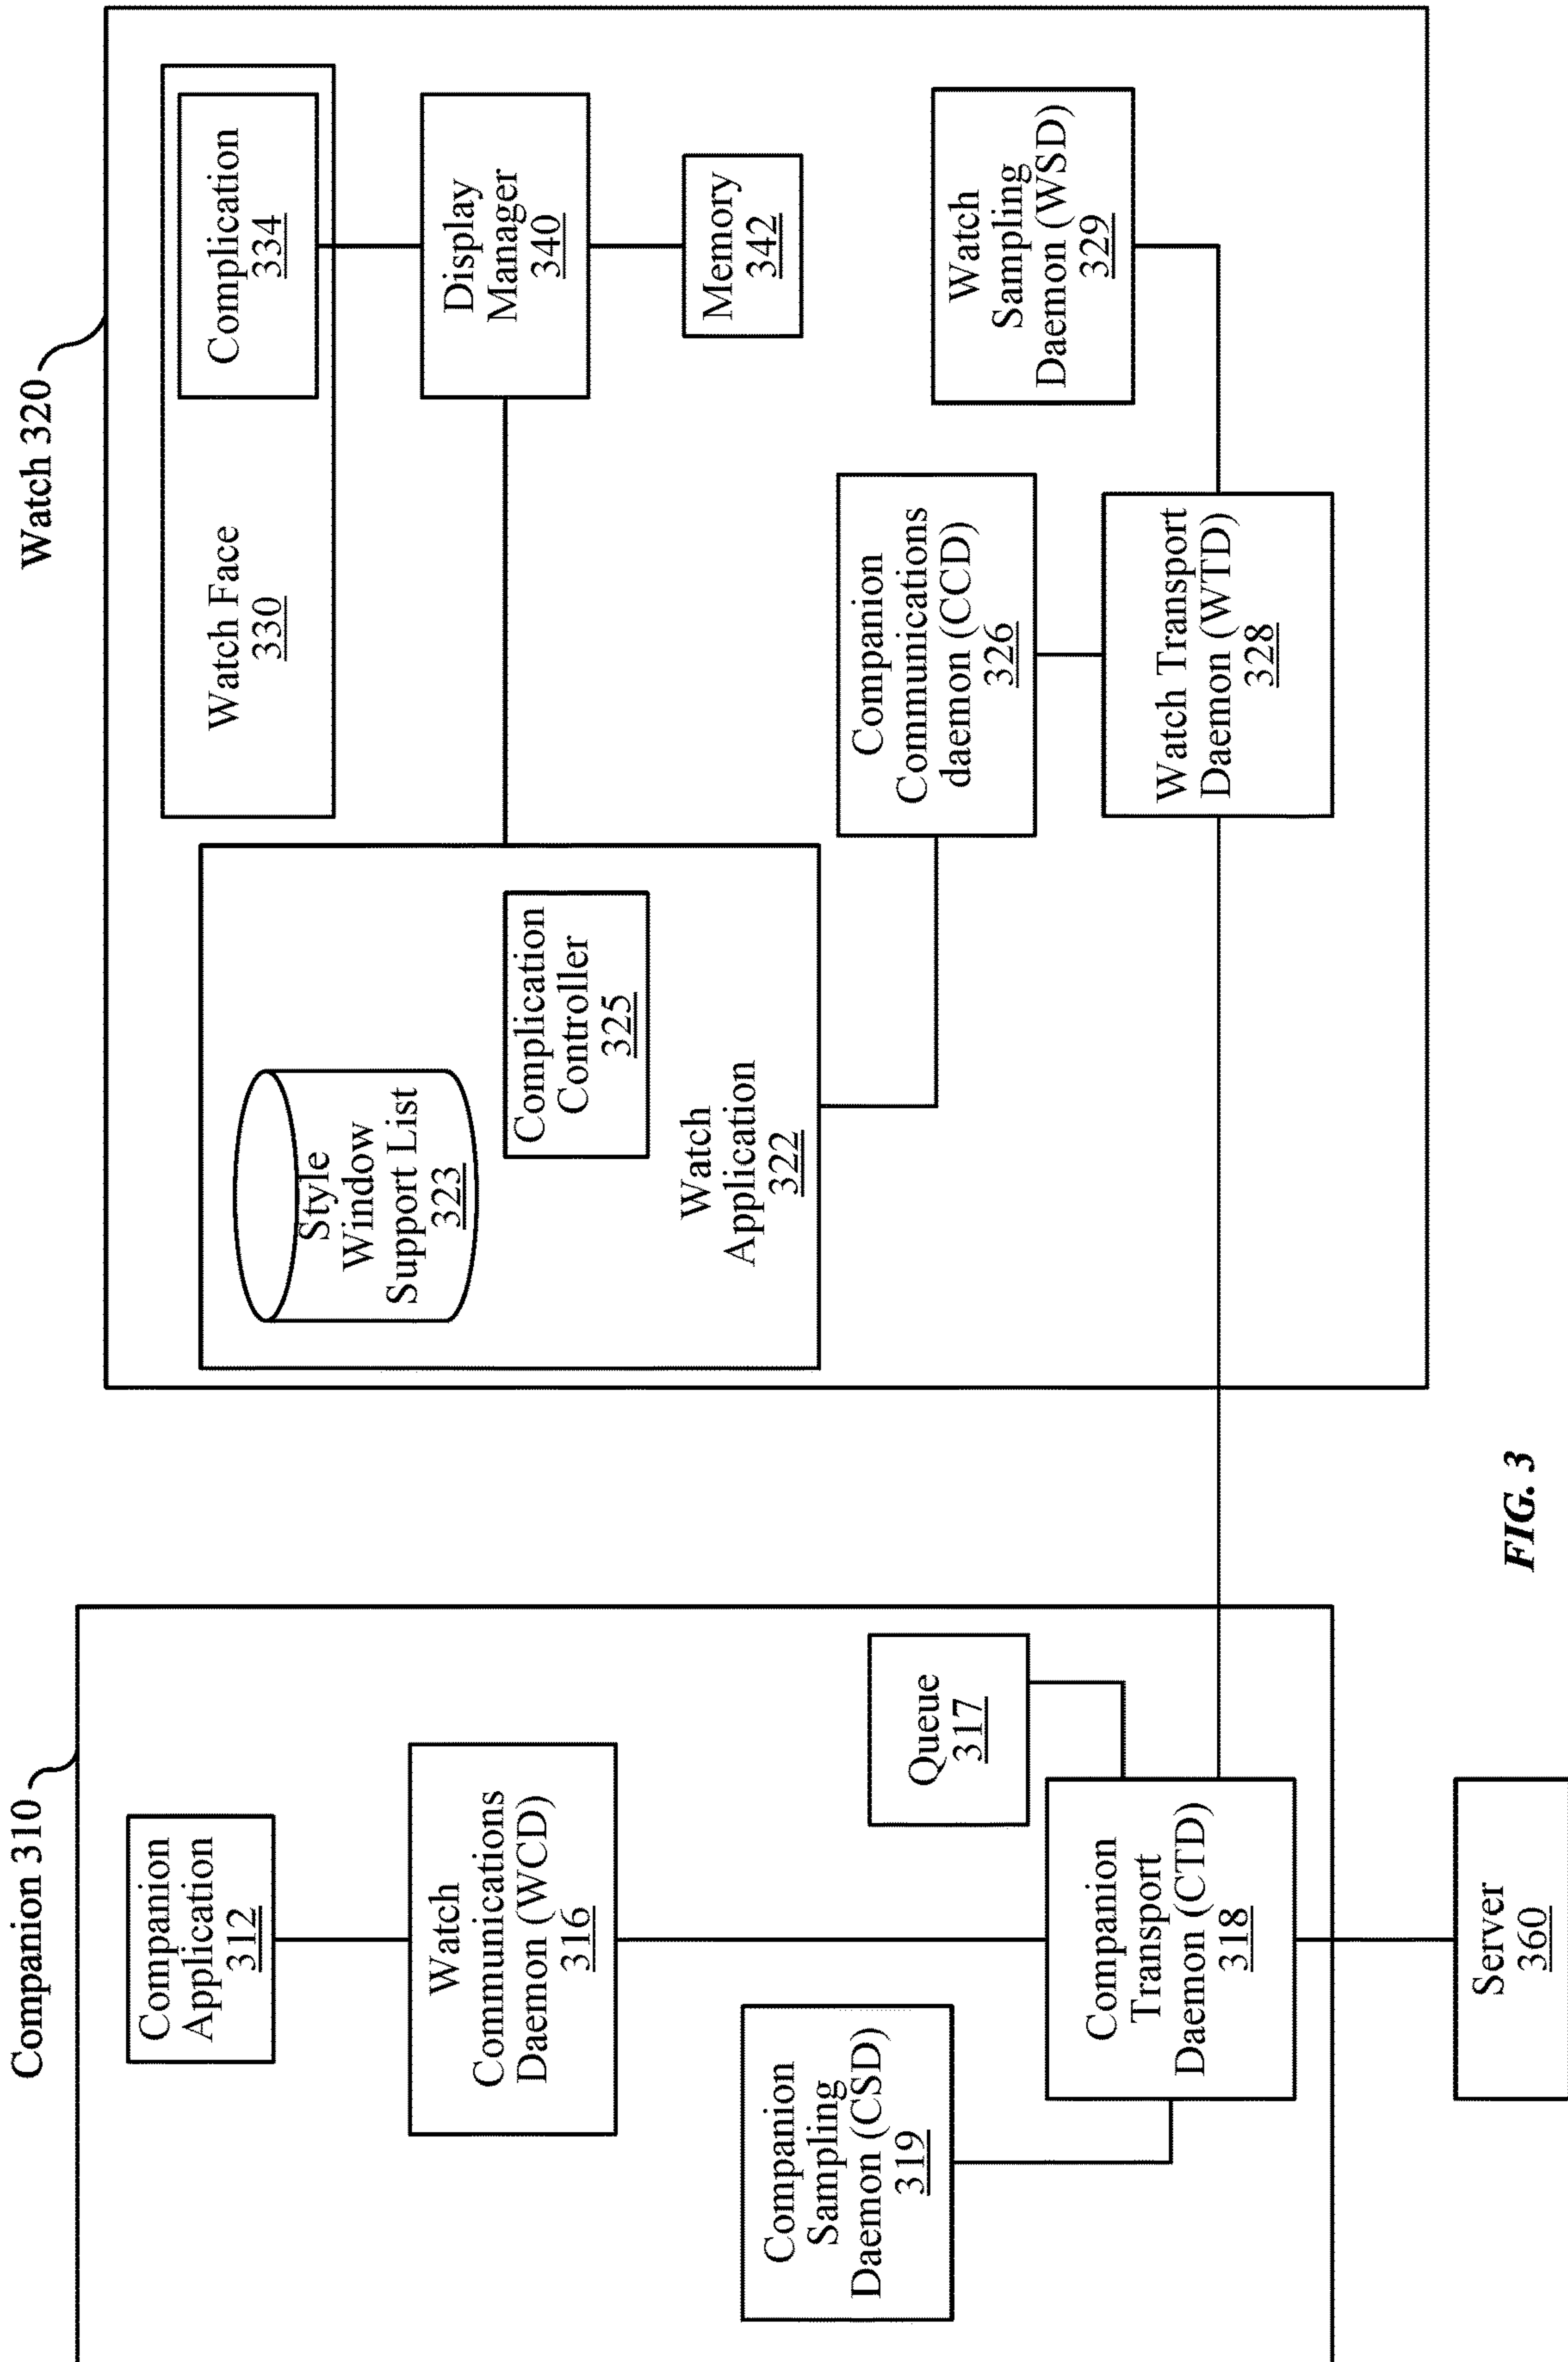 Companion 310
Companion
Application
312
Watch
Communications
Daemon (WCD)
316
Companion
Sampling
Daemon (CSD)
319
Queue
317
Companion
Transport
Daemon (CTD)
318
Server
360
Watch 320
Style
Window
Support List
323
Complication
Controller
325
Watch
Application
322
Watch Face
330
Complication
334
Display
Manager
340
Memory
342
Companion
Communications
daemon (CCD)
326
Watch
Sampling
Daemon (WSD)
329
Watch Transport
Daemon (WTD)
328
FIG. 3